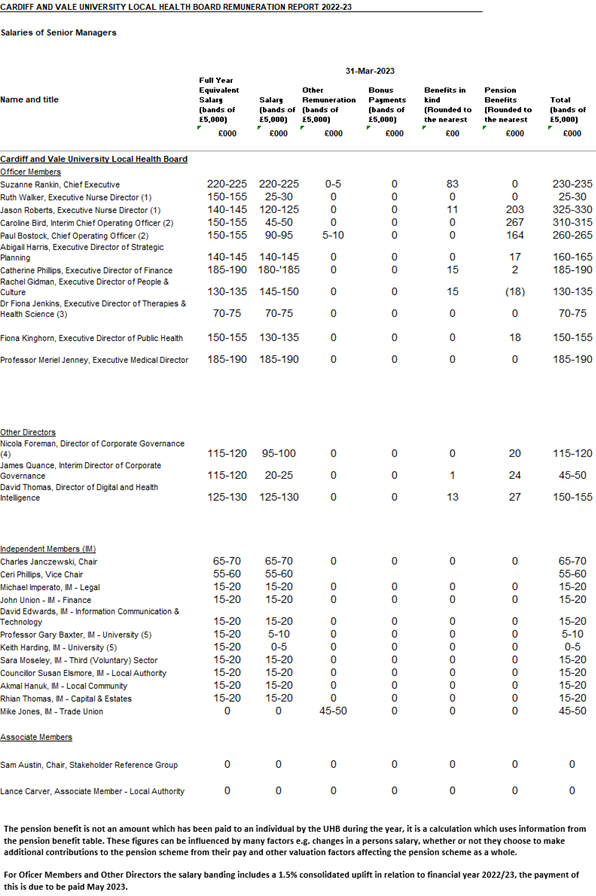 CARDIFF AND VALE UNIVERSITY LOCAL HEALTH BOARD REMUNERATION REPORT 2022-23
Salaries of Senior Managers
31-Mar-2023
Name and title
Full Year Equivalent Salary (bands of £5,000)
Salary (bands of £5,000)
Other Remuneration (bands of £5,000)
Bonus Payments (bands of £5,000)
Benefits in kind (Rounded to the nearest
Pension Benefits (Rounded to the nearest
Total (bands of £5,000)
£000 £000 £000 £000 £00 £000 £000
Cardiff and Vale University Local Health Board
Officer Members
Suzanne Rankin, Chief Executive 220-225 220-225 0-5 0 83 0 230-235
Ruth Walker, Executive Nurse Director (1) 150-155 25-30 0 0 0 0 25-30
Jason Roberts, Executive Nurse Director (1) 140-145 120-125 0 0 11 203 325-330
Caroline Bird, Interim Chief Operating Officer (2) 150-155 45-50 0 0 0 267 310-315
Paul Bostock, Chief Operating Officer (2) 150-155 90-95 5-10 0 0 164 260-265
Abigail Harris, Executive Director of Strategic
Planning 140-145 140-145 0 0 0 17 160-165
Catherine Phillips, Executive Director of Finance 185-190 180-'185 0 0 15 2 185-190
Rachel Gidman, Executive Director of People &
Culture 130-135 145-150 0 0 15 (18) 130-135
Dr Fiona Jenkins, Executive Director of Therapies &
Health Science (3) 70-75 70-75 0 0 0 0 70-75
Fiona Kinghorn, Executive Director of Public Health 150-155 130-135 0 0 0 18 150-155
Professor Meriel Jenney, Executive Medical Director 185-190 185-190 0 0 0 0 185-190
Other Directors
Nicola Foreman, Director of Corporate Governance
(4) 115-120 95-100 0 0 0 20 115-120
James Quance, Interim Director of Corporate
Governance 115-120 20-25 0 0 1 24 45-50
David Thomas, Director of Digital and Health
Intelligence 125-130 125-130 0 0 13 27 150-155
Independent Members (IM)
Charles Janczewski, Chair 65-70 65-70 0 0 0 0 65-70
Ceri Phillips, Vice Chair 55-60 55-60 55-60
Michael Imperato, IM - Legal 15-20 15-20 0 0 0 0 15-20
John Union - IM - Finance 15-20 15-20 0 0 0 0 15-20
David Edwards, IM - Information Communication &
Technology 15-20 15-20 0 0 0 0 15-20
Professor Gary Baxter, IM - University (5) 15-20 5-10 0 0 0 0 5-10
Keith Harding, IM - University (5) 15-20 0-5 0 0 0 0 0-5
Sara Moseley, IM - Third (Voluntary) Sector 15-20 15-20 0 0 0 0 15-20
Councillor Susan Elsmore, IM - Local Authority 15-20 15-20 0 0 0 0 15-20
Akmal Hanuk, IM - Local Community 15-20 15-20 0 0 0 0 15-20
Rhian Thomas, IM - Capital & Estates 15-20 15-20 0 0 0 0 15-20
Mike Jones, IM - Trade Union 0 0 45-50 0 0 0 45-50
Associate Members
Sam Austin, Chair, Stakeholder Reference Group 0 0 0 0 0 0 0
Lance Carver, Associate Member - Local Authority 0 0 0 0 0 0 0
The pension benefit is not an amount which has been paid to an individual by the UHB during the year, it is a calculation which uses information from
the pension benefit table. These figures can be influenced by many factors e.g. changes in a persons salary, whether or not they choose to make
additional contributions to the pension scheme from their pay and other valuation factors affecting the pension scheme as a whole.
For Oficer Members and Other Directors the salary banding includes a 1.5% consolidated uplift in relation to financial year 2022/23, the payment of
this is due to be paid May 2023.